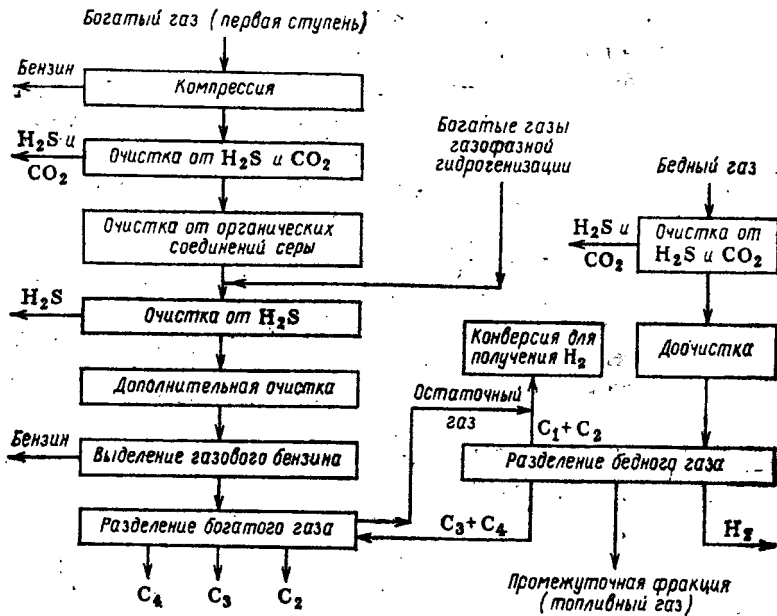 Богатый газ (первая ступень)
Бензин
Компрессия
H₂S и
CO₂
Очистка от H₂S и CO₂
Богатые газы
газофазной
гидрогенизации
Бедный газ
Очистка от органических
соединений серы
H₂S и
CO₂
Очистка от
H₂S и CO₂
H₂S
Очистка от H₂S
Конверсия для
получения H₂
Доочистка
Дополнительная очистка
Остаточный
газ
C₁+C₂
Бензин
Выделение газового бензина
Разделение бедного газа
Разделение богатого газа
C₃+C₄
H₂
C₄ C₃ C₂
Промежуточная фракция
(топливный газ)